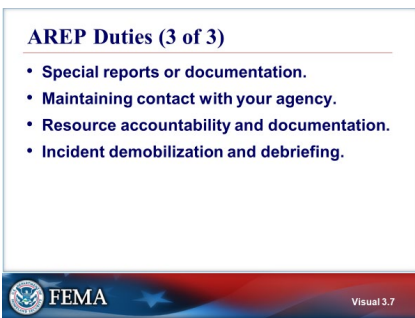 AREP Duties (3 of 3)
• Special reports or documentation.
• Maintaining contact with your agency.
• Resource accountability and documentation.
• Incident demobilization and debriefing.
FEMA
Visual 3.7